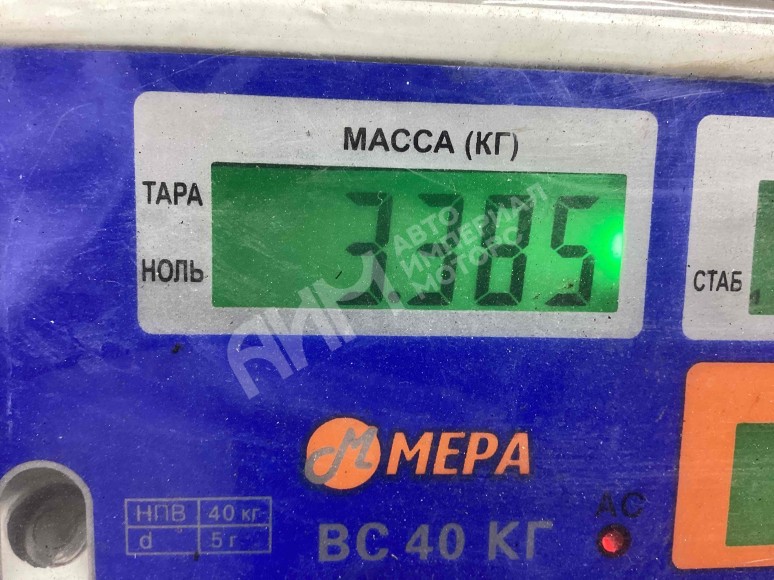 МАССА (КГ)
ТАРА
НОЛЬ
3.385
СТАБ
АИМ
АВТО
ИМПЕРИАЛ
МОТОРС
М МЕРА
НПВ 40 кг
d 5 г
ВС 40 КГ
AC